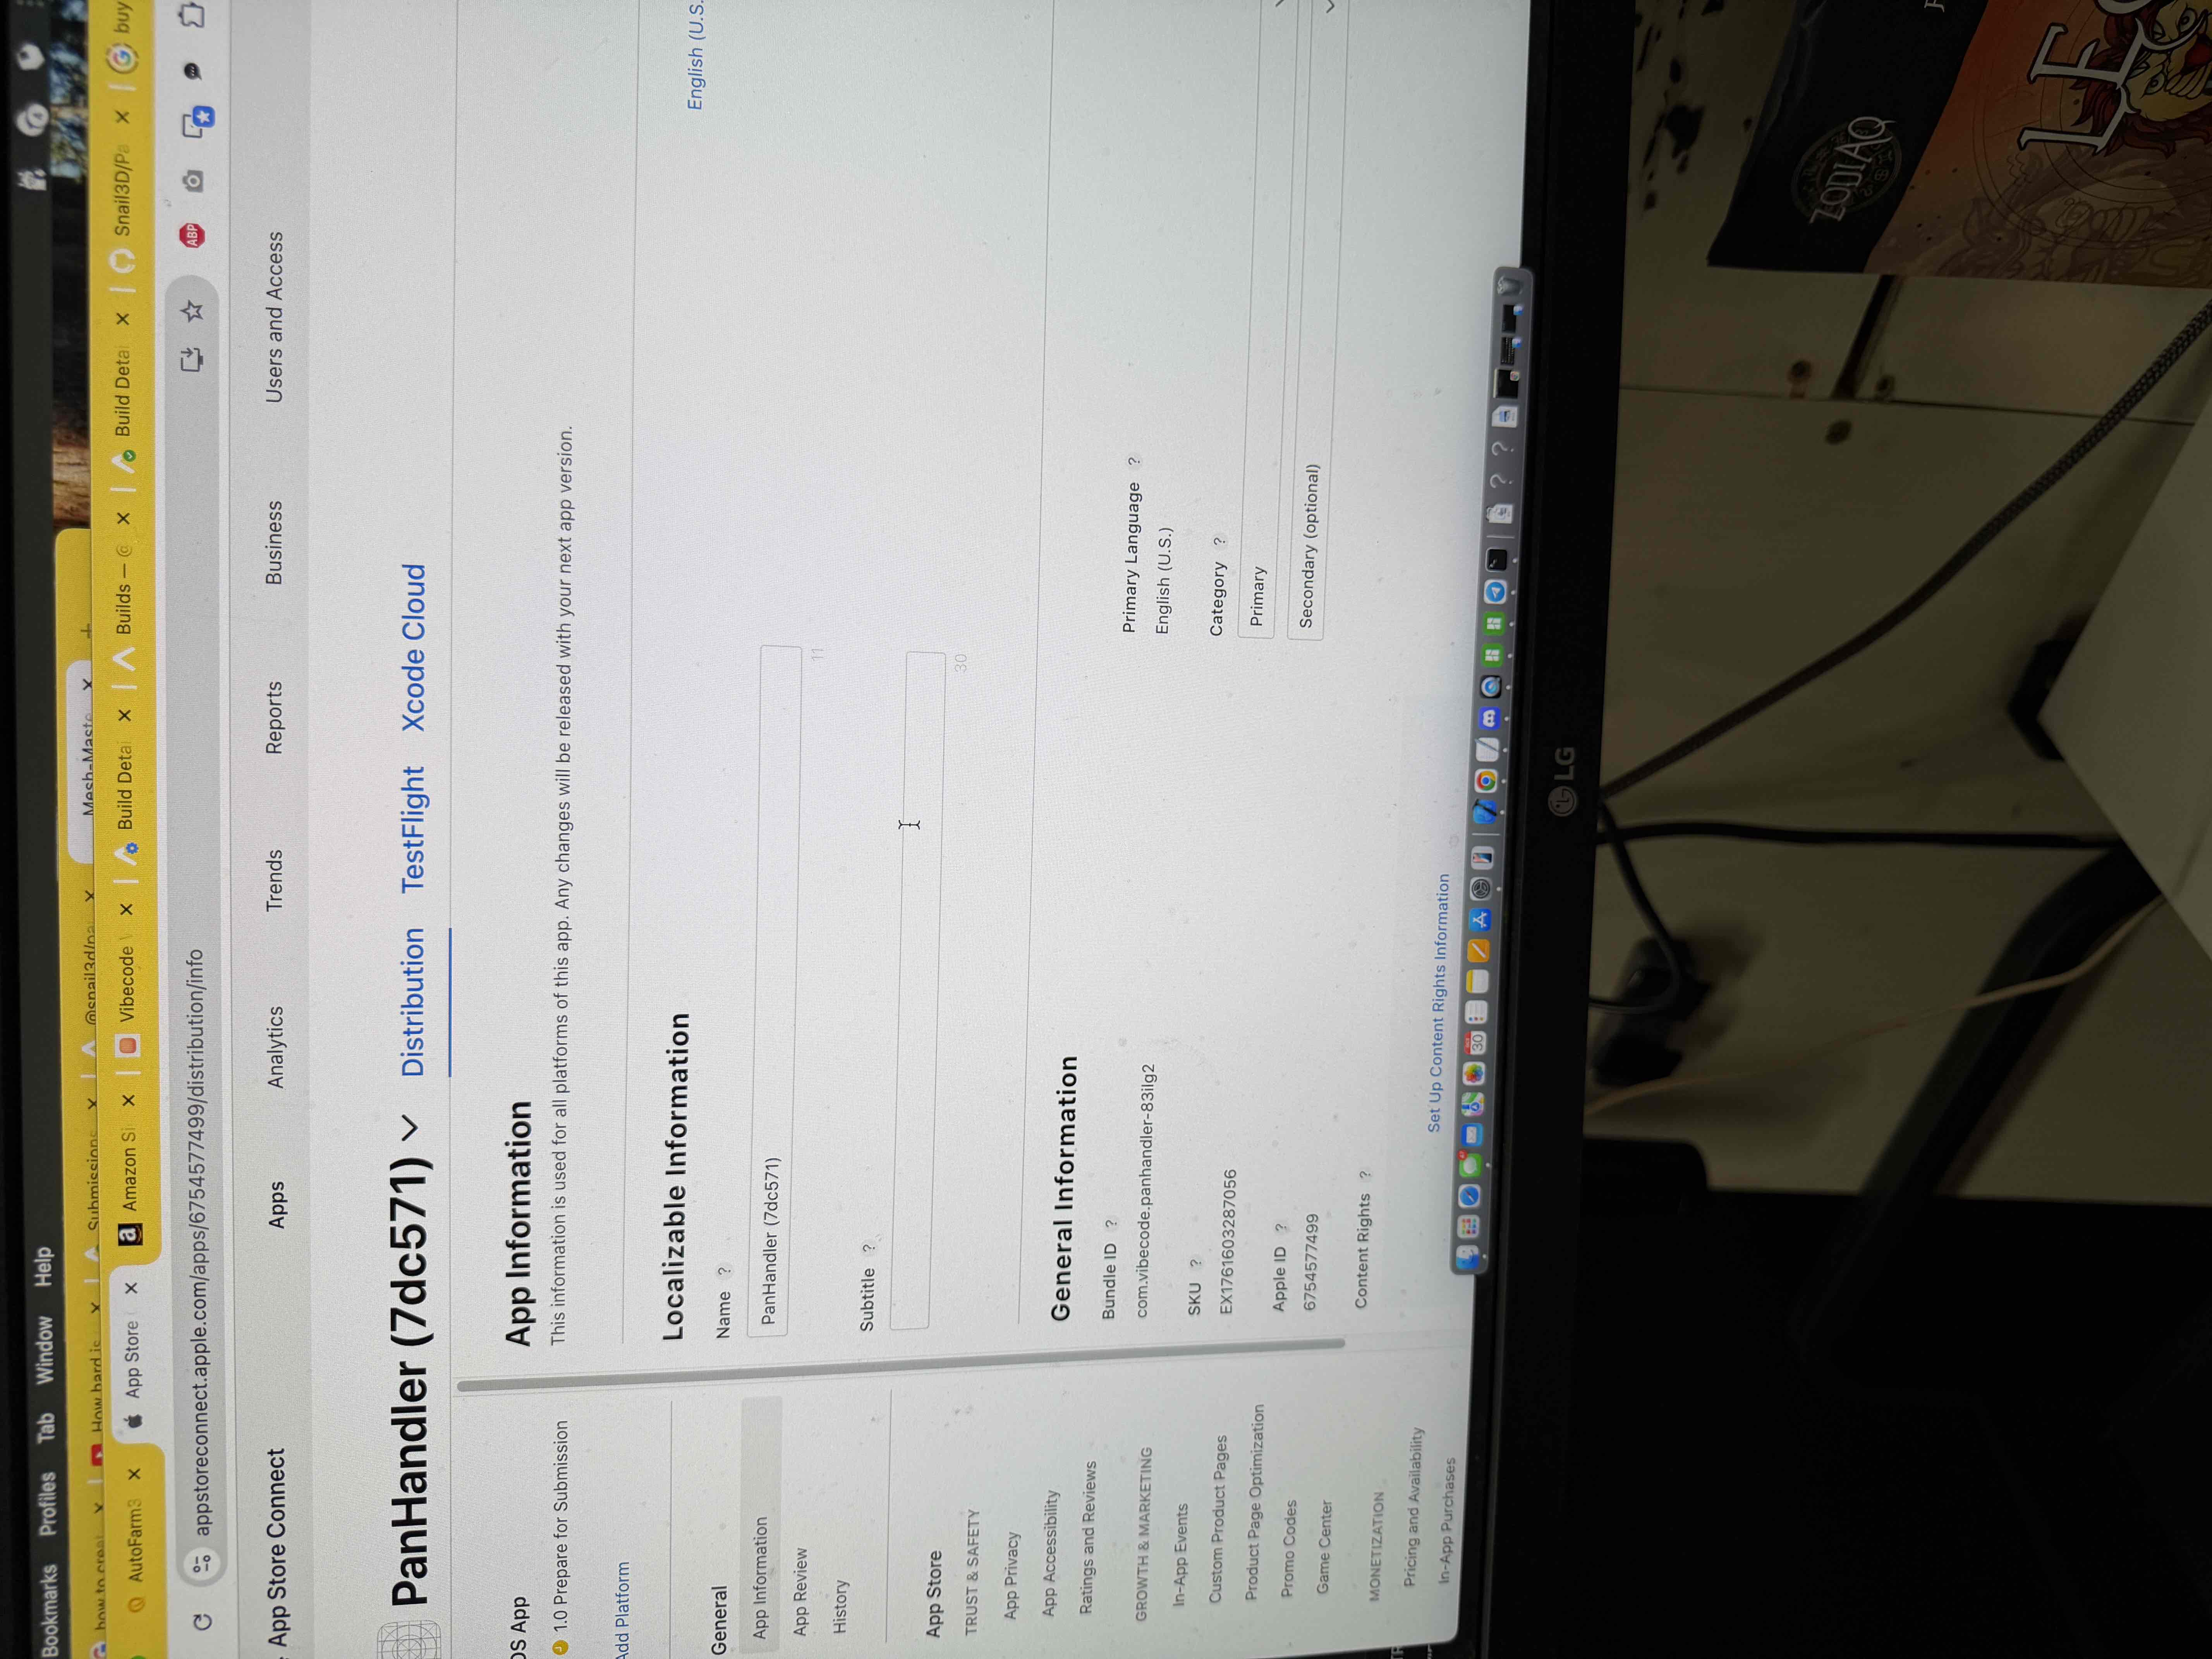 Bookmarks Profiles Tab Window Help
how to creat How hard is Submissions @snail3d/pa Mesh-Maste
AutoFarm3 App Store Amazon Si Vibecode Build Detai Builds — @ Build Detai Snail3D/Pa buy
appstoreconnect.apple.com/apps/6754577499/distribution/info
ABP
App Store Connect Apps Analytics Trends Reports Business Users and Access
PanHandler (7dc571) Distribution TestFlight Xcode Cloud
OS App
1.0 Prepare for Submission
Add Platform
General
App Information
App Review
History
App Store
TRUST & SAFETY
App Privacy
App Accessibility
Ratings and Reviews
GROWTH & MARKETING
In-App Events
Custom Product Pages
Product Page Optimization
Promo Codes
Game Center
MONETIZATION
Pricing and Availability
In-App Purchases
App Information
This information is used for all platforms of this app. Any changes will be released with your next app version.
Localizable Information
English (U.S.
Name ?
PanHandler (7dc571)
11
Subtitle ?
30
General Information
Bundle ID ?
com.vibecode.panhandler-83ilg2
SKU ?
EX1761603287056
Apple ID ?
6754577499
Content Rights ?
Set Up Content Rights Information
Primary Language ?
English (U.S.)
Category ?
Primary
Secondary (optional)
30
LG
ZODIAQ
LE